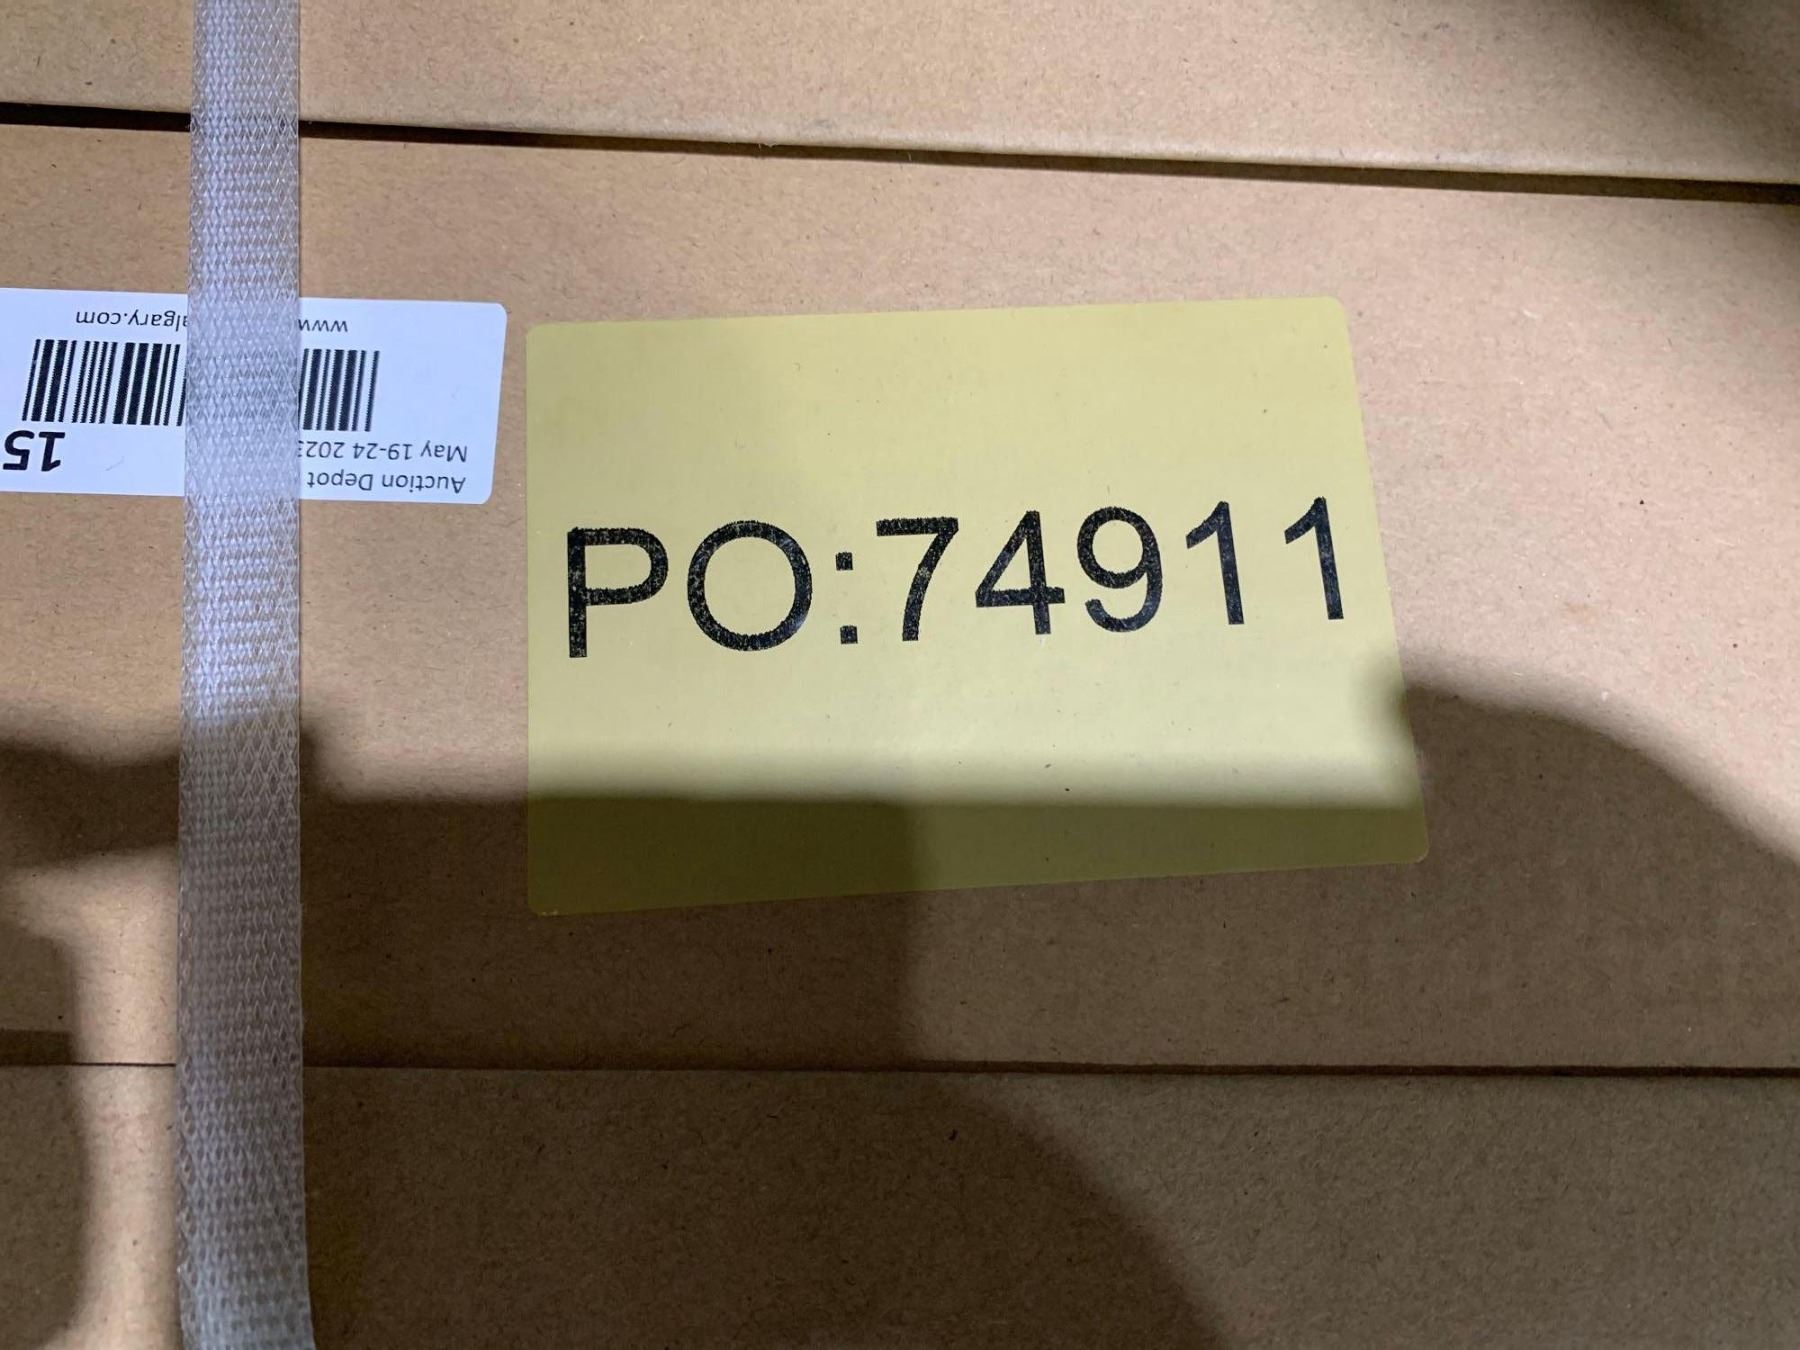 PO:74911
Auction Depot
May 19-24 2023
15
www
algary.com